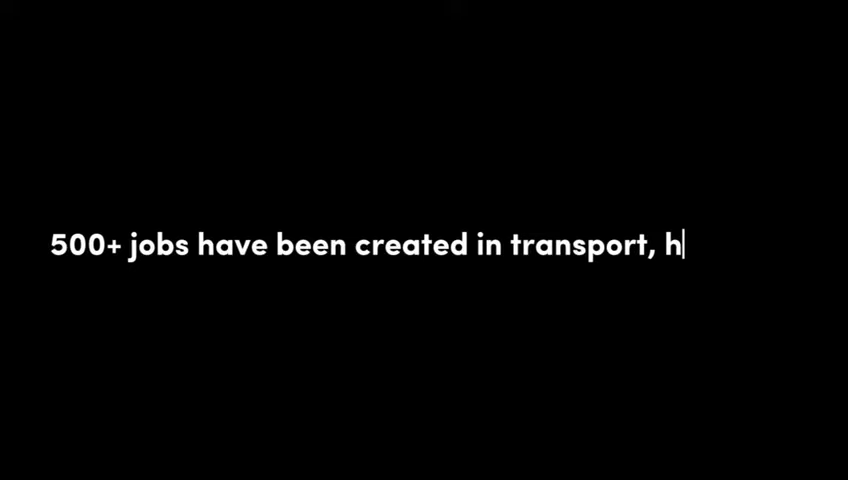 500+ jobs have been created in transport, h